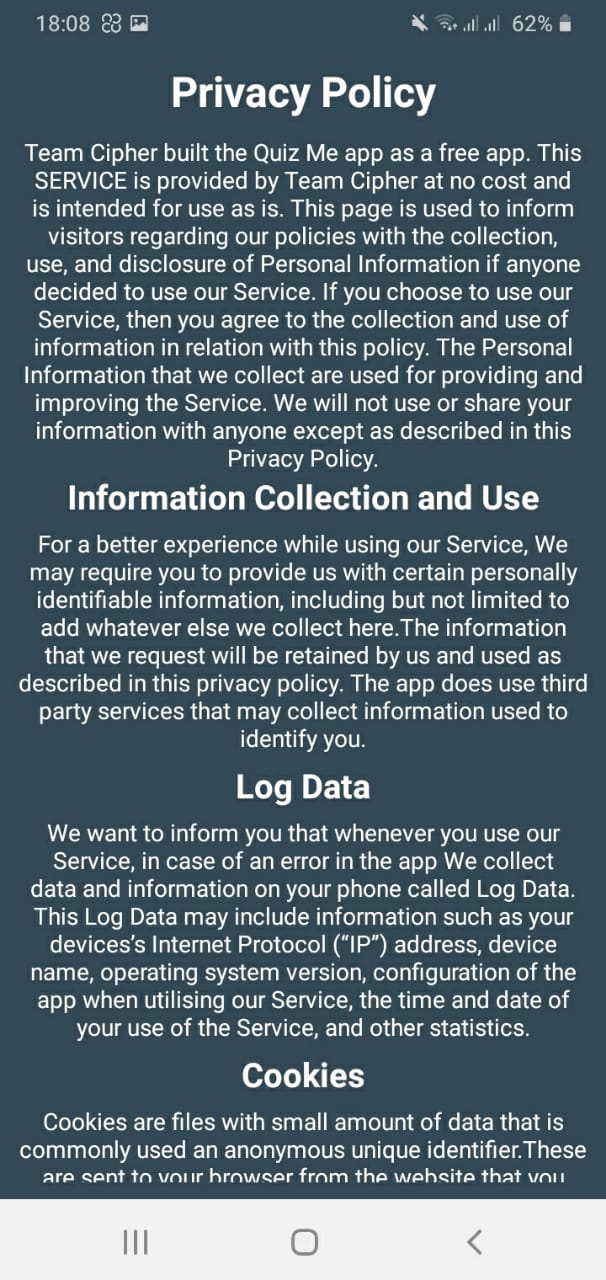 18:08 62%
Privacy Policy
Team Cipher built the Quiz Me app as a free app. This
SERVICE is provided by Team Cipher at no cost and
is intended for use as is. This page is used to inform
visitors regarding our policies with the collection,
use, and disclosure of Personal Information if anyone
decided to use our Service. If you choose to use our
Service, then you agree to the collection and use of
information in relation with this policy. The Personal
Information that we collect are used for providing and
improving the Service. We will not use or share your
information with anyone except as described in this
Privacy Policy.
Information Collection and Use
For a better experience while using our Service, We
may require you to provide us with certain personally
identifiable information, including but not limited to
add whatever else we collect here.The information
that we request will be retained by us and used as
described in this privacy policy. The app does use third
party services that may collect information used to
identify you.
Log Data
We want to inform you that whenever you use our
Service, in case of an error in the app We collect
data and information on your phone called Log Data.
This Log Data may include information such as your
devices’s Internet Protocol (“IP”) address, device
name, operating system version, configuration of the
app when utilising our Service, the time and date of
your use of the Service, and other statistics.
Cookies
Cookies are files with small amount of data that is
commonly used an anonymous unique identifier.These
are sent to your browser from the website that you